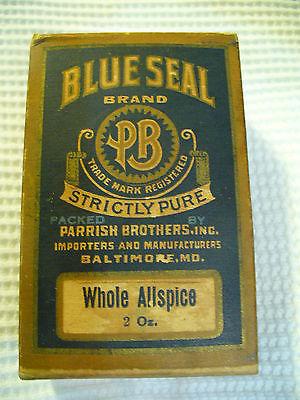 BLUE SEAL
BRAND
PB
TRADE MARK REGISTERED
STRICTLY PURE
PACKED BY
PARRISH BROTHERS, INC.
IMPORTERS AND MANUFACTURERS
BALTIMORE, MD.
Whole Allspice
2 Oz.